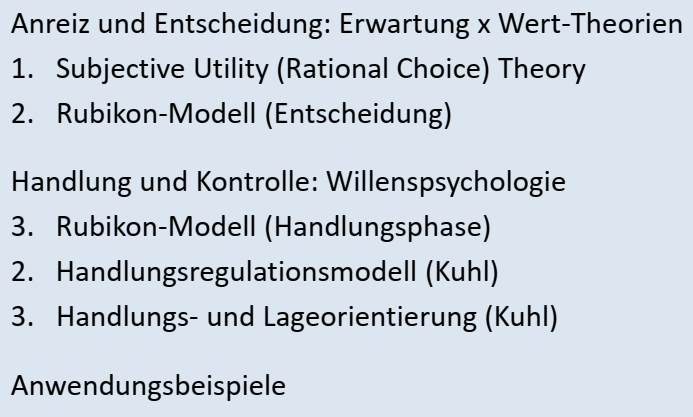 Anreiz und Entscheidung: Erwartung x Wert-Theorien
1. Subjective Utility (Rational Choice) Theory
2. Rubikon-Modell (Entscheidung)
Handlung und Kontrolle: Willenspsychologie
3. Rubikon-Modell (Handlungsphase)
2. Handlungsregulationsmodell (Kuhl)
3. Handlungs- und Lageorientierung (Kuhl)
Anwendungsbeispiele